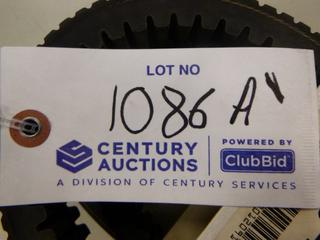 LOT NO
1086 A"
CENTURY
AUCTIONS
POWERED BY
ClubBid
A DIVISION OF CENTURY SERVICES